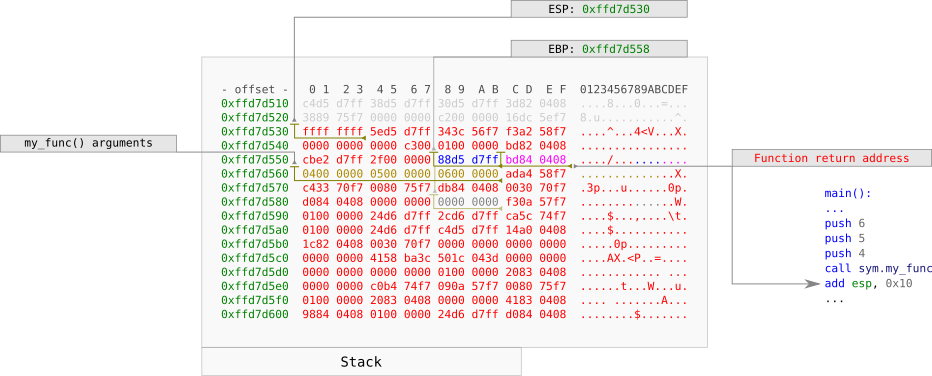 ESP: 0xffd7d530
EBP: 0xffd7d558
- offset -   0 1  2 3  4 5  6 7  8 9  A B  C D  E F  0123456789ABCDEF
0xffd7d510  c4d5 d7ff 38d5 d7ff 30d5 d7ff 3d82 0408  ....8...0...=...
0xffd7d520  3889 75f7 0000 0000 c200 0000 16dc 5ef7  8.u...........^.
0xffd7d530  ffff ffff 5ed5 d7ff 343c 56f7 f3a2 58f7  ....^...4<V...X.
0xffd7d540  0000 0000 0000 c300 0100 0000 bd82 0408  ................
my_func() arguments
0xffd7d550  cbe2 d7ff 2f00 0000 88d5 d7ff bd84 0408  ..../...........
Function return address
0xffd7d560  0400 0000 0500 0000 0600 0000 ada4 58f7  ..............X.
0xffd7d570  c433 70f7 0080 75f7 db84 0408 0030 70f7  .3p...u......0p.
0xffd7d580  d084 0408 0000 0000 0000 0000 f30a 57f7  ..............W.
0xffd7d590  0100 0000 24d6 d7ff 2cd6 d7ff ca5c 74f7  ....$...,....\t.
0xffd7d5a0  0100 0000 24d6 d7ff c4d5 d7ff 14a0 0408  ....$...........
0xffd7d5b0  1c82 0408 0030 70f7 0000 0000 0000 0000  .....0p.........
0xffd7d5c0  0000 0000 4158 ba3c 501c 043d 0000 0000  ....AX.<P..=....
0xffd7d5d0  0000 0000 0000 0000 0100 0000 2083 0408  ............ ...
0xffd7d5e0  0000 0000 c0b4 74f7 090a 57f7 0080 75f7  ......t...W...u.
0xffd7d5f0  0100 0000 2083 0408 0000 0000 4183 0408  .... .......A...
0xffd7d600  9884 0408 0100 0000 24d6 d7ff d084 0408  ........$.......
main():
...
push 6
push 5
push 4
call sym.my_func
add esp, 0x10
...
Stack